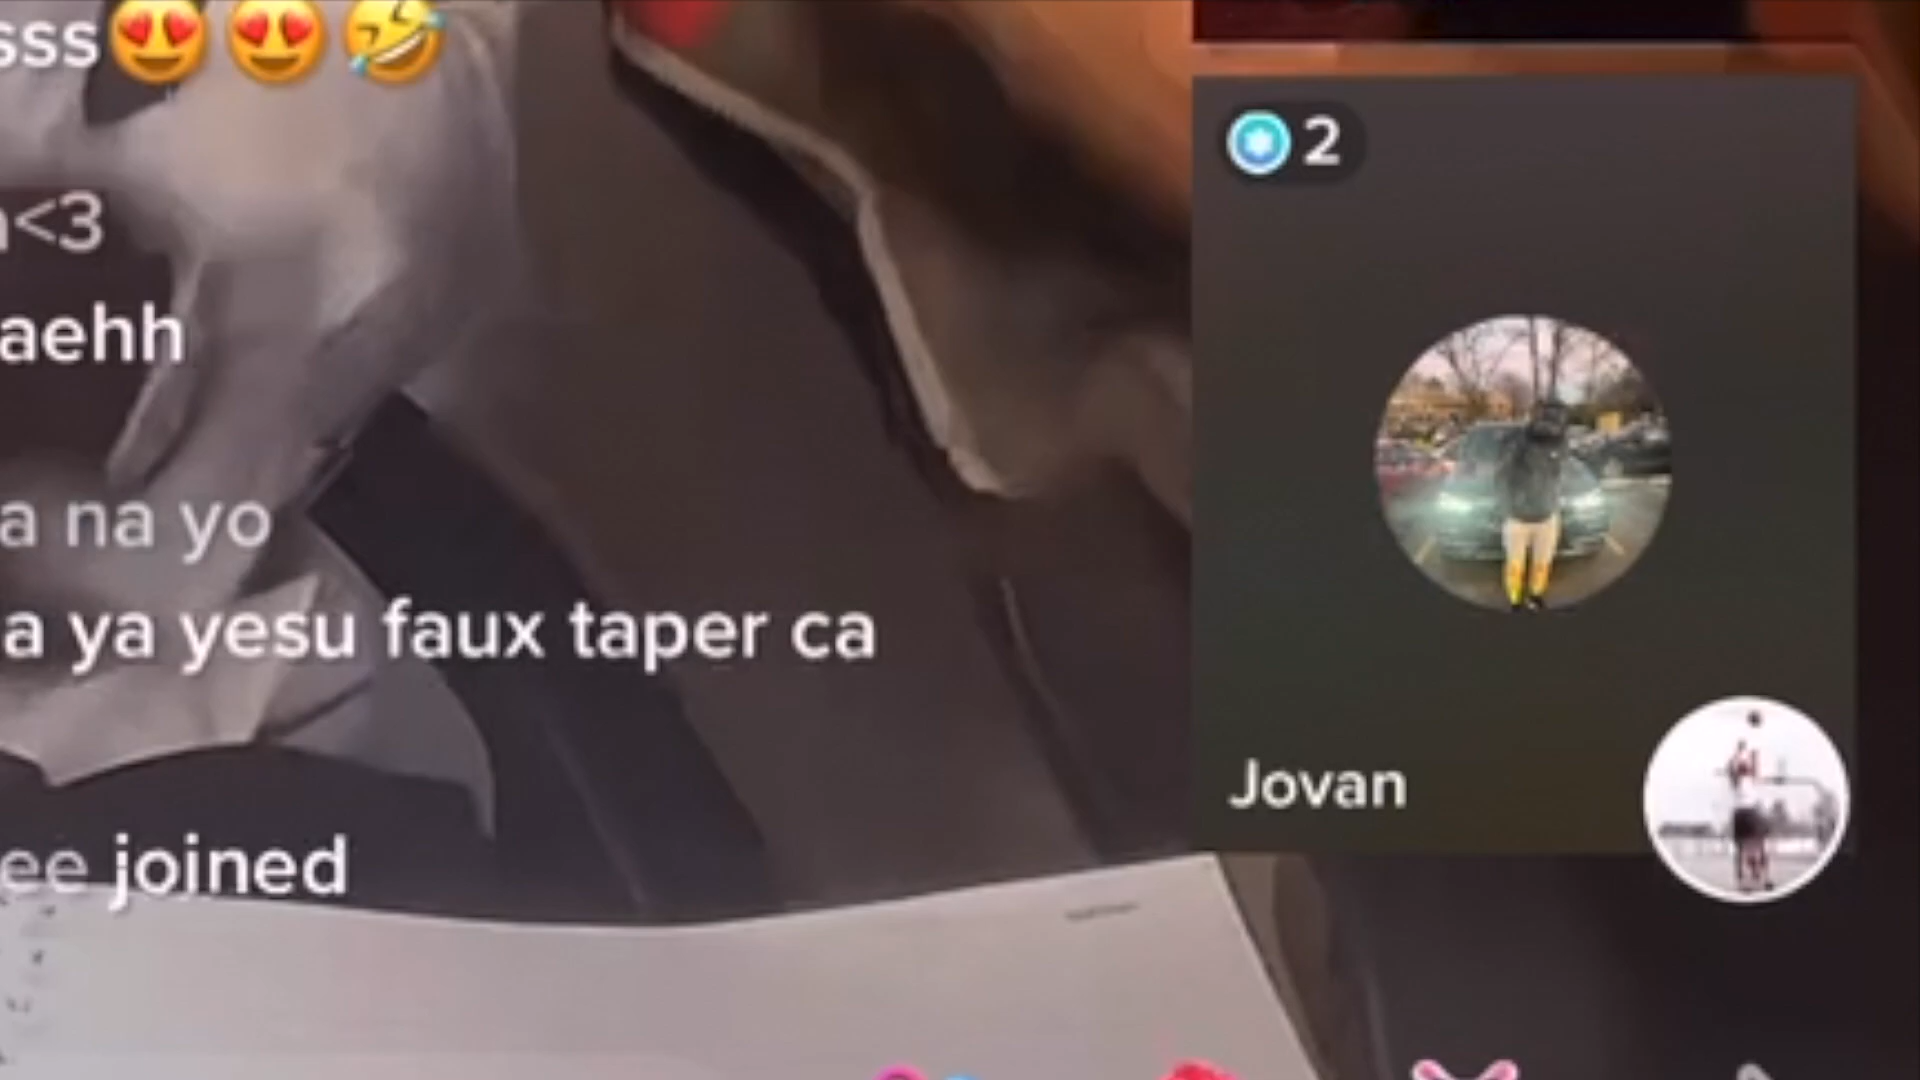 sss😍😍🤣
<3
aehh
a na yo
a ya yesu faux taper ca
ee joined
2
Jovan